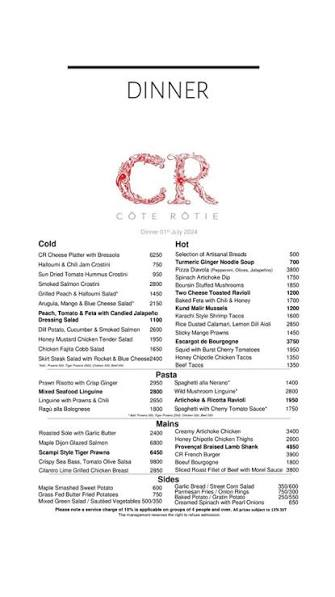 DINNER
CR
CÔTE RÔTIE
Dinner 01st July 2024
Cold
CR Cheese Platter with Bressola 6250
Halloumi & Chili Jam Crostini 750
Sun Dried Tomato Hummus Crostini 950
Smoked Salmon Crostini 2800
Grilled Peach & Halloumi Salad* 1450
Arugula, Mango & Blue Cheese Salad* 2150
Peach, Tomato & Feta with Candied Jalapeño
Dressing Salad 1100
Dill Potato, Cucumber & Smoked Salmon 2600
Honey Mustard Chicken Tender Salad 1950
Chicken Fajita Cobb Salad 1650
Skirt Steak Salad with Rocket & Blue Cheese 2400
Hot
Selection of Artisanal Breads 500
Turmeric Ginger Noodle Soup 700
Pizza Diavola (Pepperoni, Olives, Jalapeños) 3800
Spinach Artichoke Dip 1750
Boursin Stuffed Mushrooms 1850
Two Cheese Toasted Ravioli 1200
Baked Feta with Chili & Honey 1700
Kund Malir Mussels 1200
Karachi Style Shrimp Tacos 1600
Rice Dusted Calamari, Lemon Dill Aioli 2850
Sticky Mango Prawns 1450
Escargot de Bourgogne 3750
Squid with Burst Cherry Tomatoes 1950
Honey Chipotle Chicken Tacos 1350
Beef Tacos 1350
Pasta
Prawn Risotto with Crisp Ginger 2950
Mixed Seafood Linguine 2800
Linguine with Prawns & Chilli 2650
Ragù alla Bolognese 1800
Spaghetti alla Nerano* 1400
Wild Mushroom Linguine* 2800
Artichoke & Ricotta Ravioli 1950
Spaghetti with Cherry Tomato Sauce* 1750
Mains
Roasted Sole with Garlic Butter 2400
Maple Dijon Glazed Salmon 6800
Scampi Style Tiger Prawns 6450
Crispy Sea Bass, Tomato Olive Salsa 9800
Cilantro Lime Grilled Chicken Breast 2850
Creamy Artichoke Chicken 3400
Honey Chipotle Chicken Thighs 2900
Provençal Braised Lamb Shank 4850
CR French Burger 3900
Boeuf Bourgogne 1800
Sliced Roast Fillet of Beef with Morel Sauce 3800
Sides
Maple Smashed Sweet Potato 600
Grass Fed Butter Fried Potatoes 750
Mixed Green Salad / Sautéed Vegetables 500/350
Garlic Bread / Street Corn Salad 350/600
Parmesan Fries / Onion Rings 750/300
Baked Potato / Gratin Potato 250/550
Creamed Spinach with Pearl Onions 650
Please note a service charge of 10% is applicable on groups of 4 people and over. All prices subject to 13% SST
The management reserves the right to refuse admission.